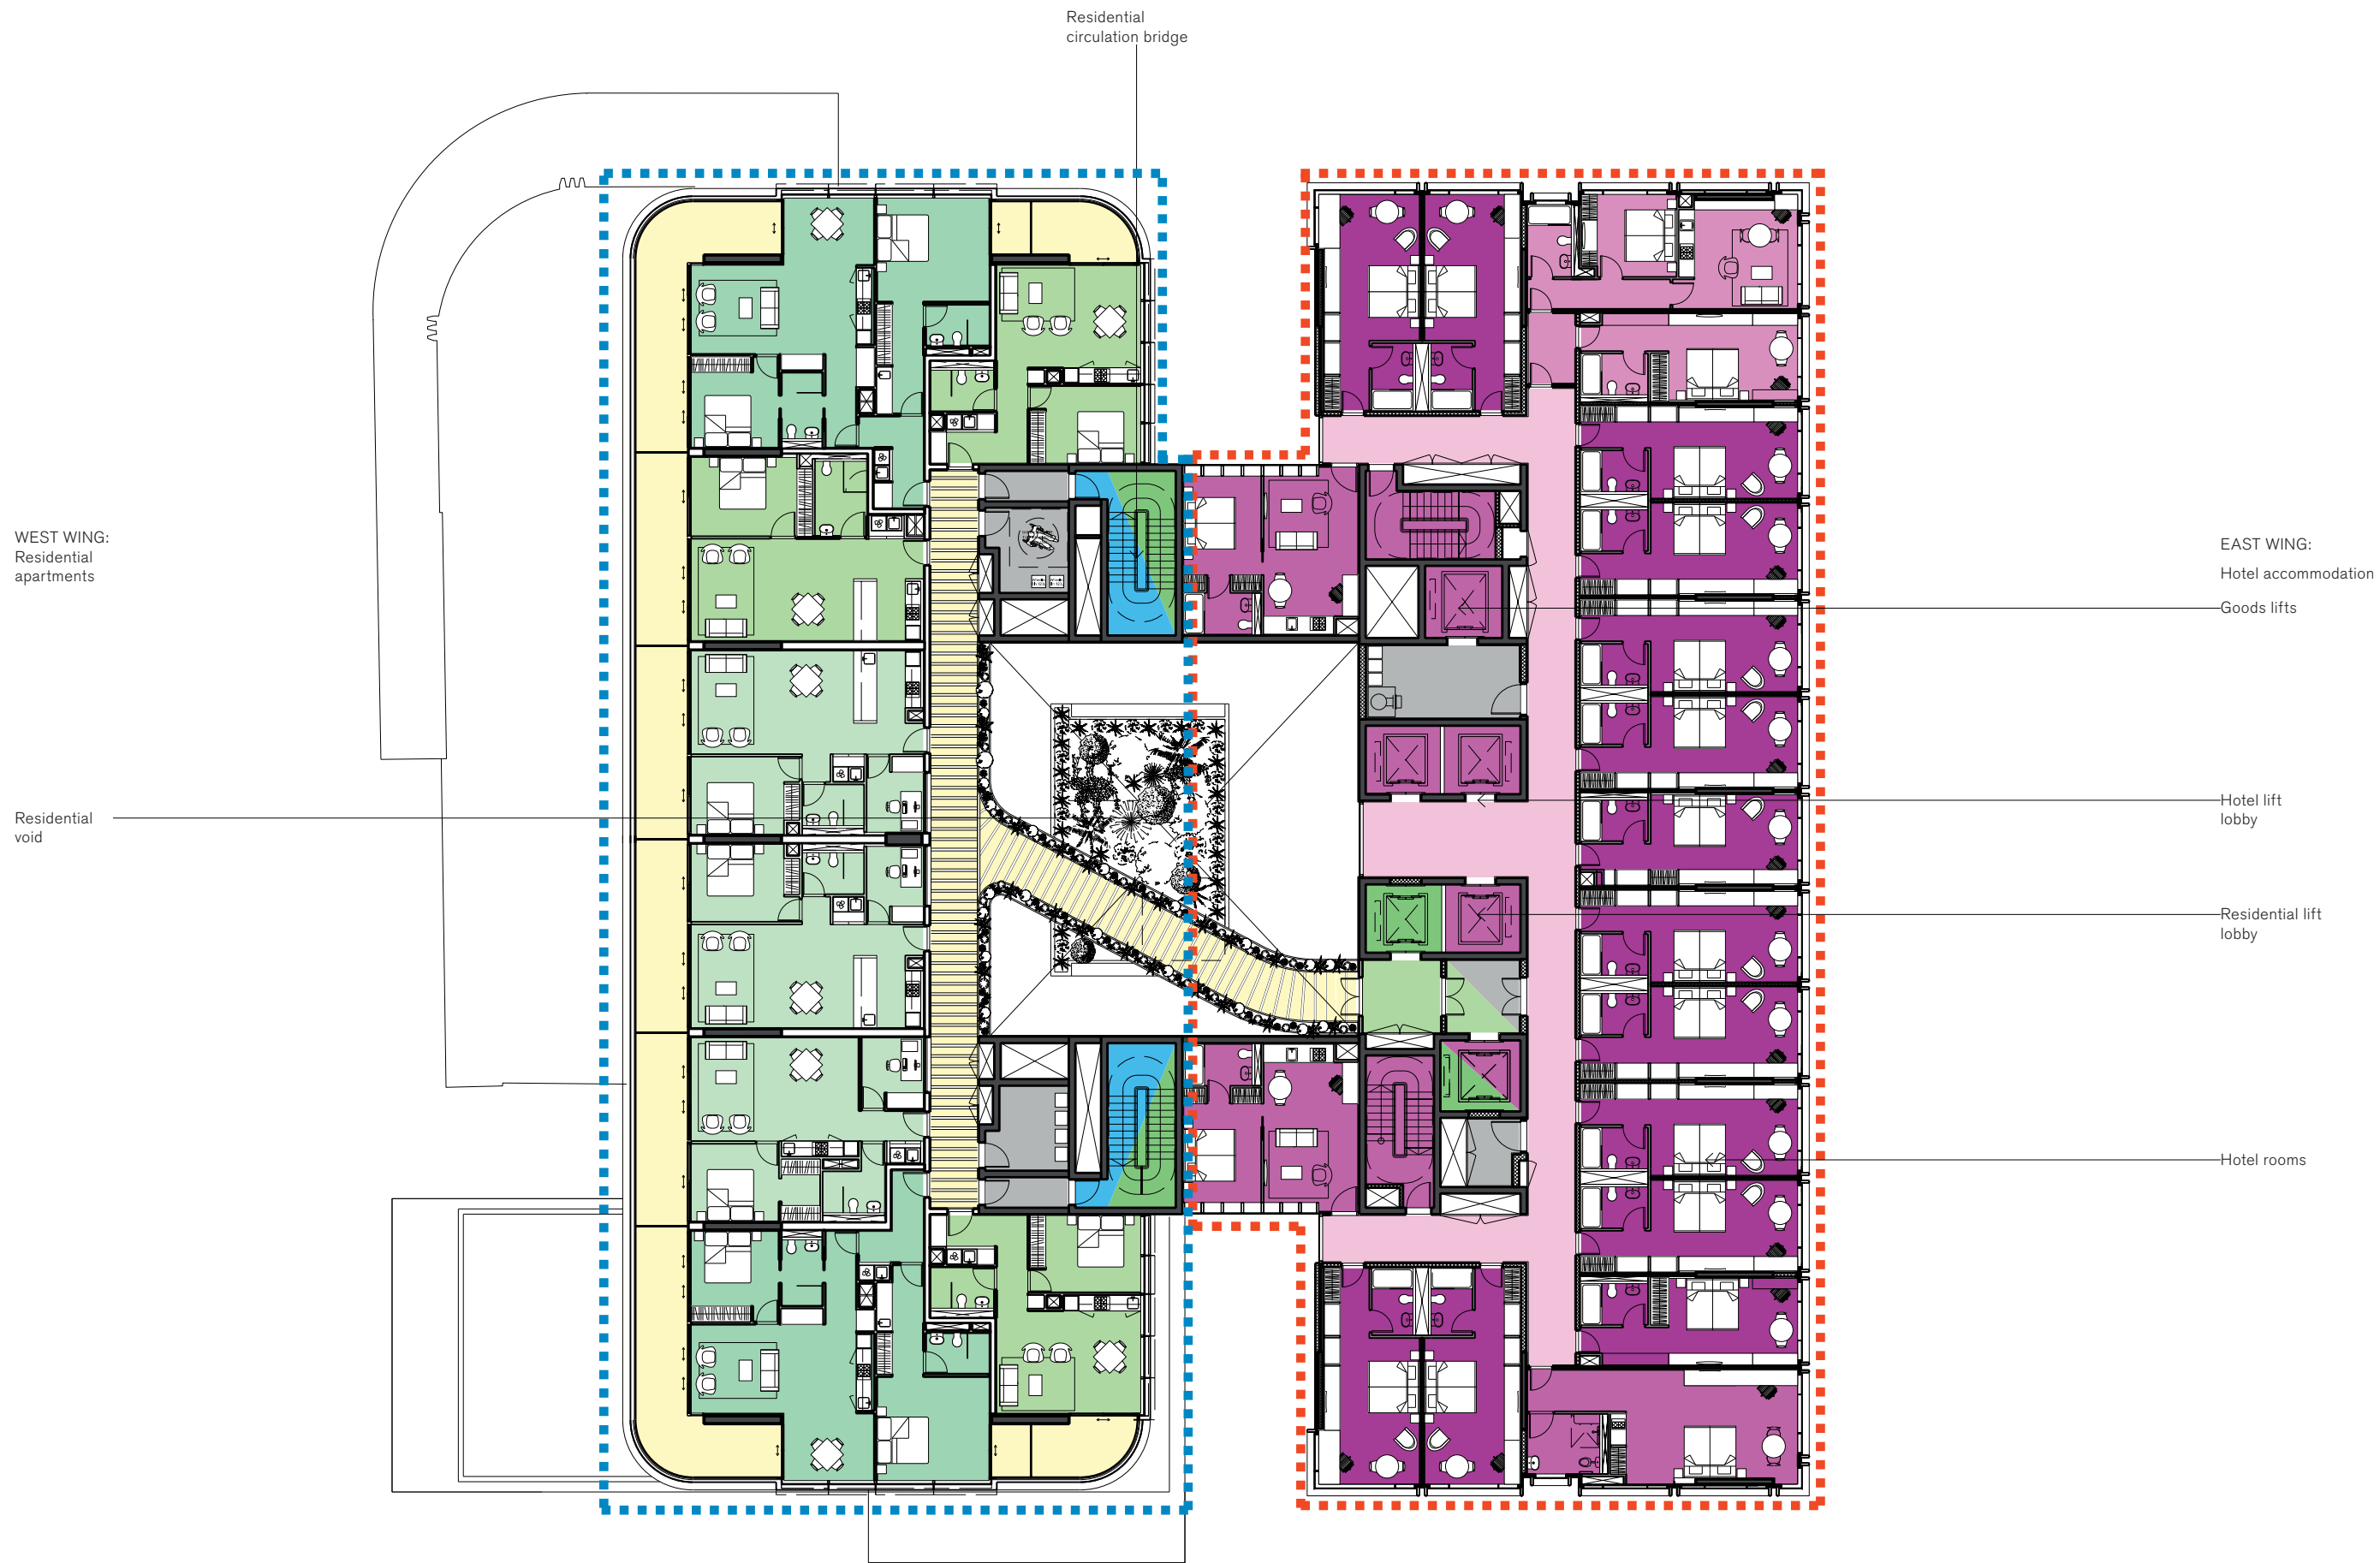 Residential
circulation bridge
WEST WING:
Residential
apartments
EAST WING:
Hotel accommodation
Goods lifts
Residential
void
Hotel lift
lobby
Residential lift
lobby
Hotel rooms